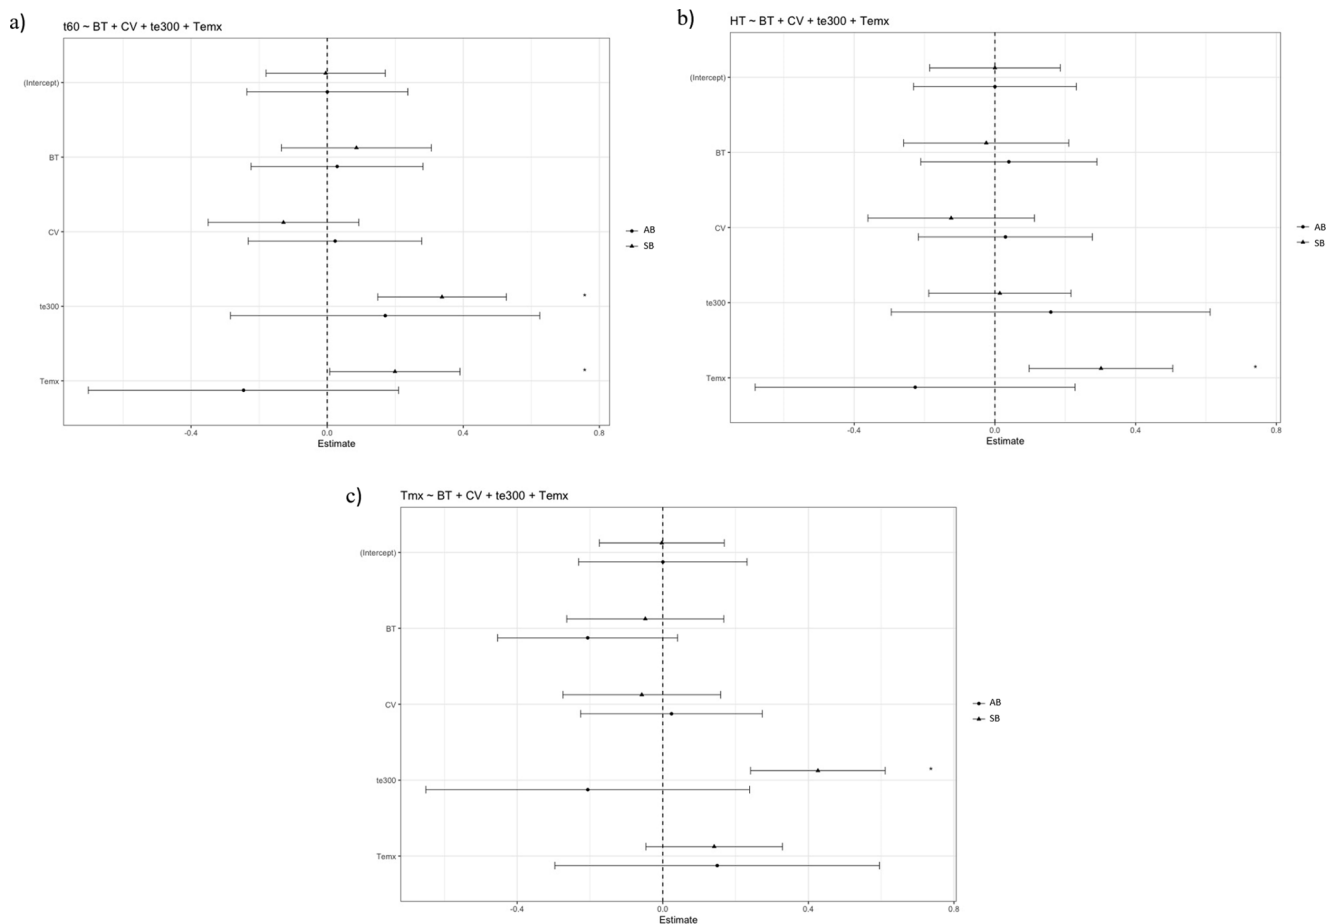 a)
t60 ~ BT + CV + te300 + Temx
(Intercept)
BT
CV
te300
*
Temx
*
-0.4
0.0
0.4
0.8
Estimate
AB
SB
b)
HT ~ BT + CV + te300 + Temx
(Intercept)
BT
CV
te300
Temx
*
-0.4
0.0
0.4
0.8
Estimate
AB
SB
c)
Tmx ~ BT + CV + te300 + Temx
(Intercept)
BT
CV
te300
*
Temx
-0.4
0.0
0.4
0.8
Estimate
AB
SB